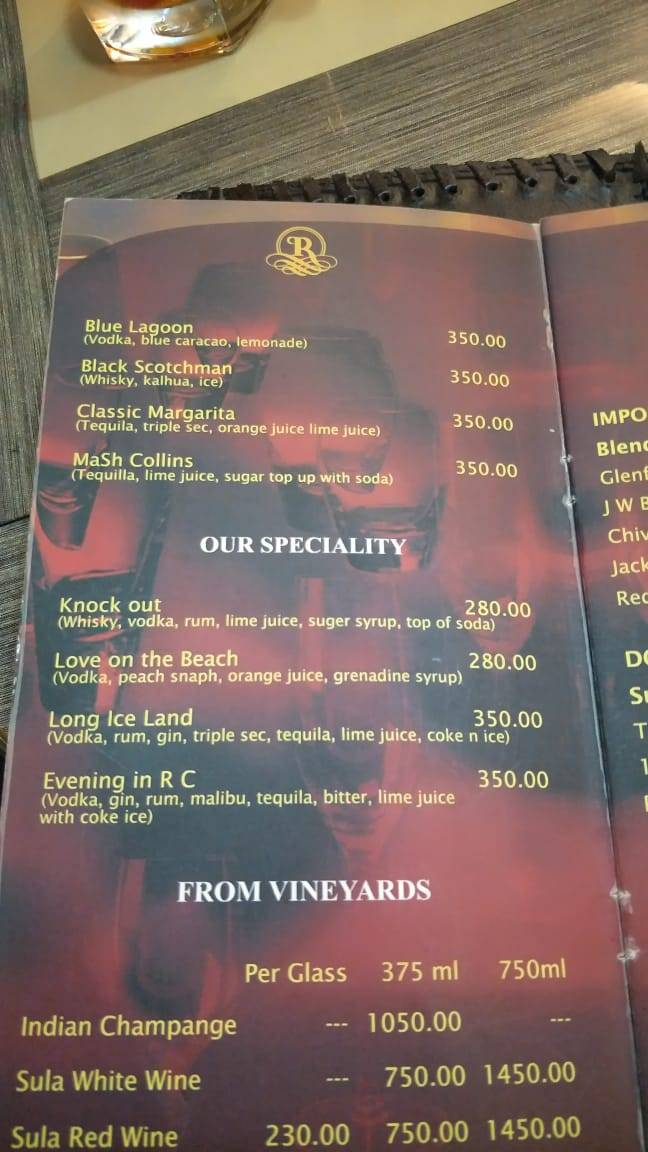 R
Blue Lagoon 350.00
(Vodka, blue caracao, lemonade)
Black Scotchman 350.00
(Whisky, kalhua, ice)
Classic Margarita 350.00
(Tequila, triple sec, orange juice lime juice)
MaSh Collins 350.00
(Tequilla, lime juice, sugar top up with soda)
OUR SPECIALITY
Knock out 280.00
(Whisky, vodka, rum, lime juice, suger syrup, top of soda)
Love on the Beach 280.00
(Vodka, peach snaph, orange juice, grenadine syrup)
Long Ice Land 350.00
(Vodka, rum, gin, triple sec, tequila, lime juice, coke n ice)
Evening in R C 350.00
(Vodka, gin, rum, malibu, tequila, bitter, lime juice
with coke ice)
FROM VINEYARDS
Per Glass 375 ml 750ml
Indian Champange --- 1050.00 ---
Sula White Wine --- 750.00 1450.00
Sula Red Wine 230.00 750.00 1450.00
IMPO
Blend
Glenf
J W B
Chiv
Jack
Red